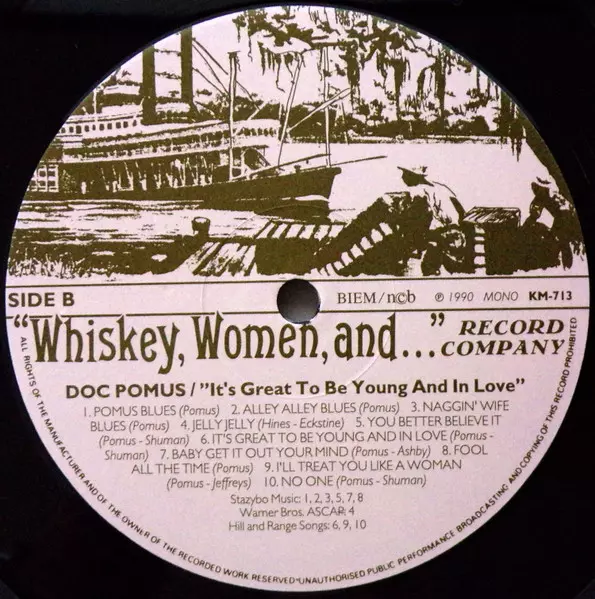 SIDE B
BIEM/ncb ℗ 1990 MONO KM-713
"Whiskey, Women, and..." RECORD COMPANY
DOC POMUS / "It's Great To Be Young And In Love"
1. POMUS BLUES (Pomus) 2. ALLEY ALLEY BLUES (Pomus) 3. NAGGIN' WIFE
BLUES (Pomus) 4. JELLY JELLY (Hines - Eckstine) 5. YOU BETTER BELIEVE IT
(Pomus - Shuman) 6. IT'S GREAT TO BE YOUNG AND IN LOVE (Pomus -
Shuman) 7. BABY GET IT OUT YOUR MIND (Pomus - Ashby) 8. FOOL
ALL THE TIME (Pomus) 9. I'LL TREAT YOU LIKE A WOMAN
(Pomus - Jeffreys) 10. NO ONE (Pomus - Shuman)
Stazybo Music: 1, 2, 3, 5, 7, 8
Warner Bros. ASCAP: 4
Hill and Range Songs: 6, 9, 10
ALL RIGHTS OF THE MANUFACTURER AND OF THE OWNER OF THE RECORDED WORK RESERVED·UNAUTHORISED PUBLIC PERFORMANCE BROADCASTING AND COPYING OF THIS RECORD PROHIBITED